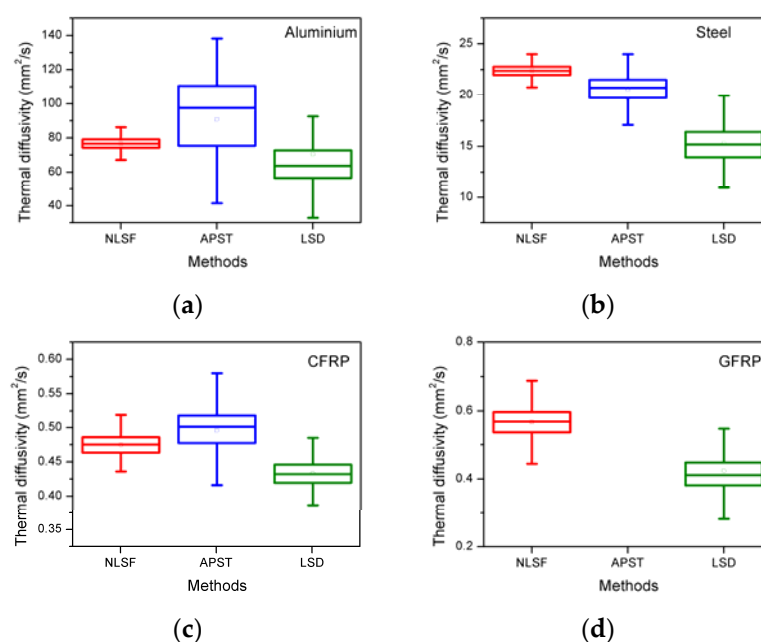 Aluminium
Thermal diffusivity (mm²/s)
140
120
100
80
60
40
NLSF APST LSD
Methods
(a)
Steel
Thermal diffusivity (mm²/s)
25
20
15
10
NLSF APST LSD
Methods
(b)
CFRP
Thermal diffusivity (mm²/s)
0.60
0.55
0.50
0.45
0.40
0.35
NLSF APST LSD
Methods
(c)
GFRP
Thermal diffusivity (mm²/s)
0.8
0.6
0.4
0.2
NLSF APST LSD
Methods
(d)